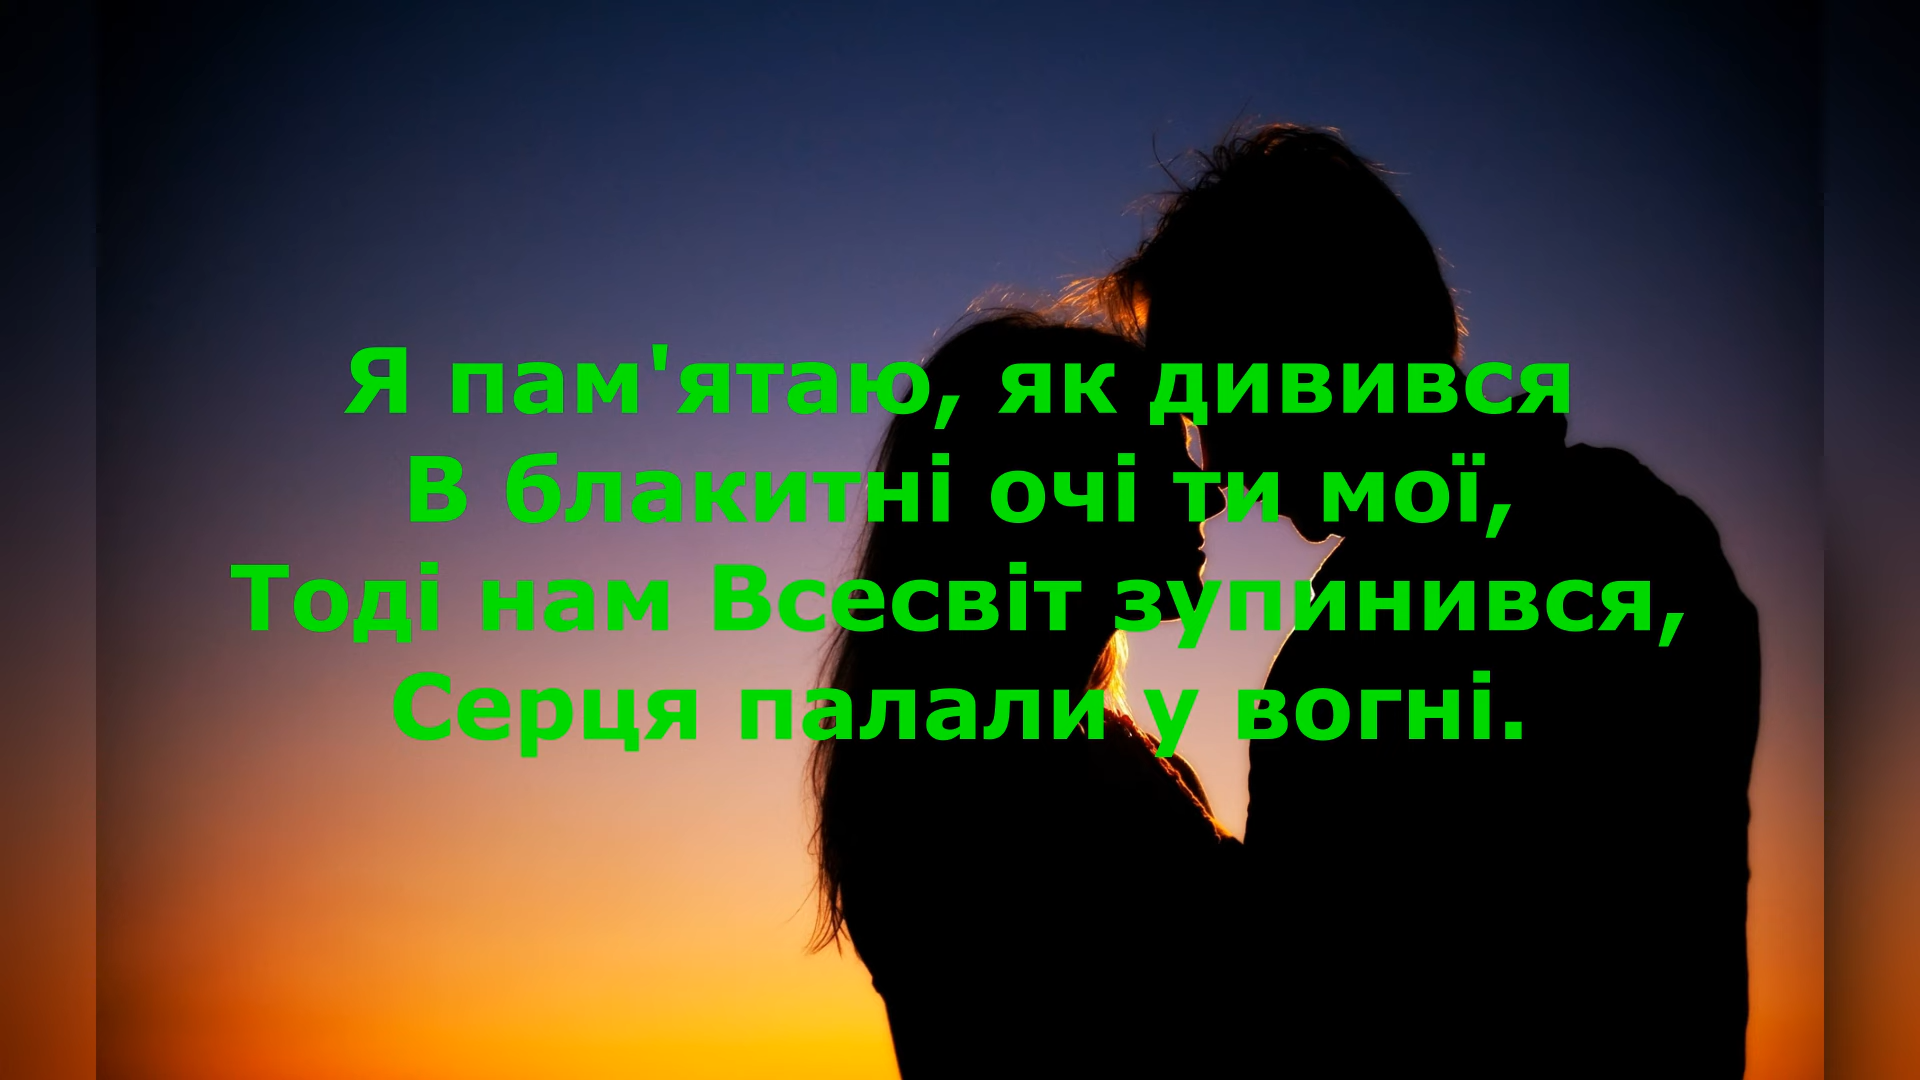 Я пам'ятаю, як дивився
В блакитні очі ти мої,
Тоді нам Всесвіт зупинився,
Серця палали у вогні.